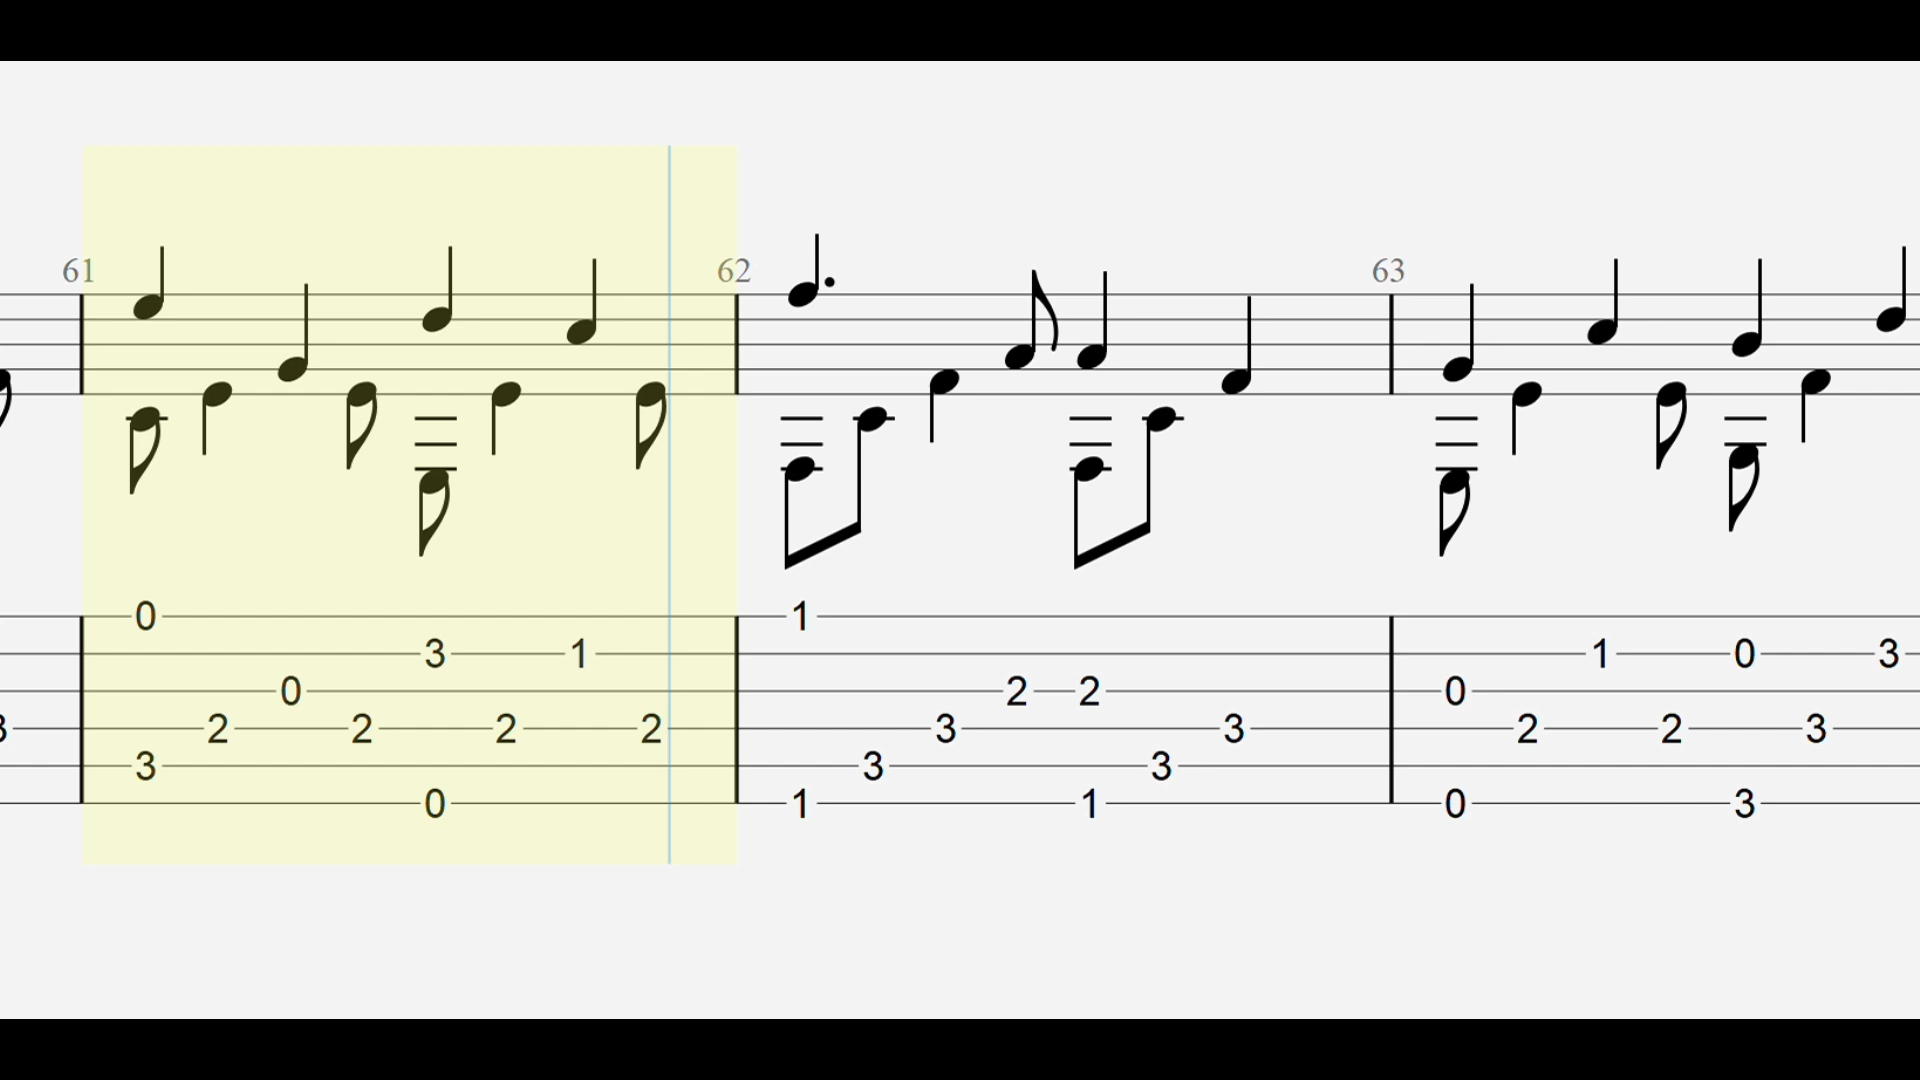 61 62 63
0 1
3 1 1 0 3
0 2 2 0
2 2 2 2 3 3 2 2 3
3 3 3
0 1 1 0 3